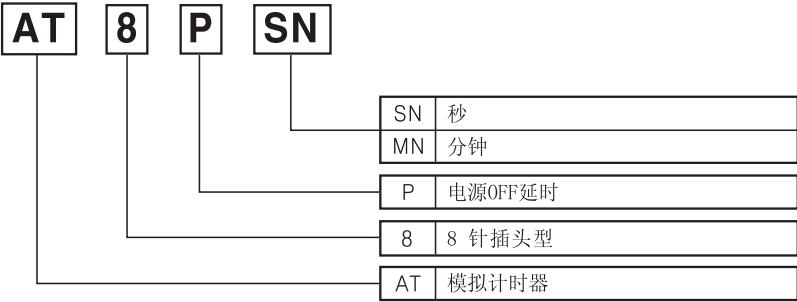 AT 8 P SN
SN 秒
MN 分钟
P 电源OFF延时
8 8 针插头型
AT 模拟计时器